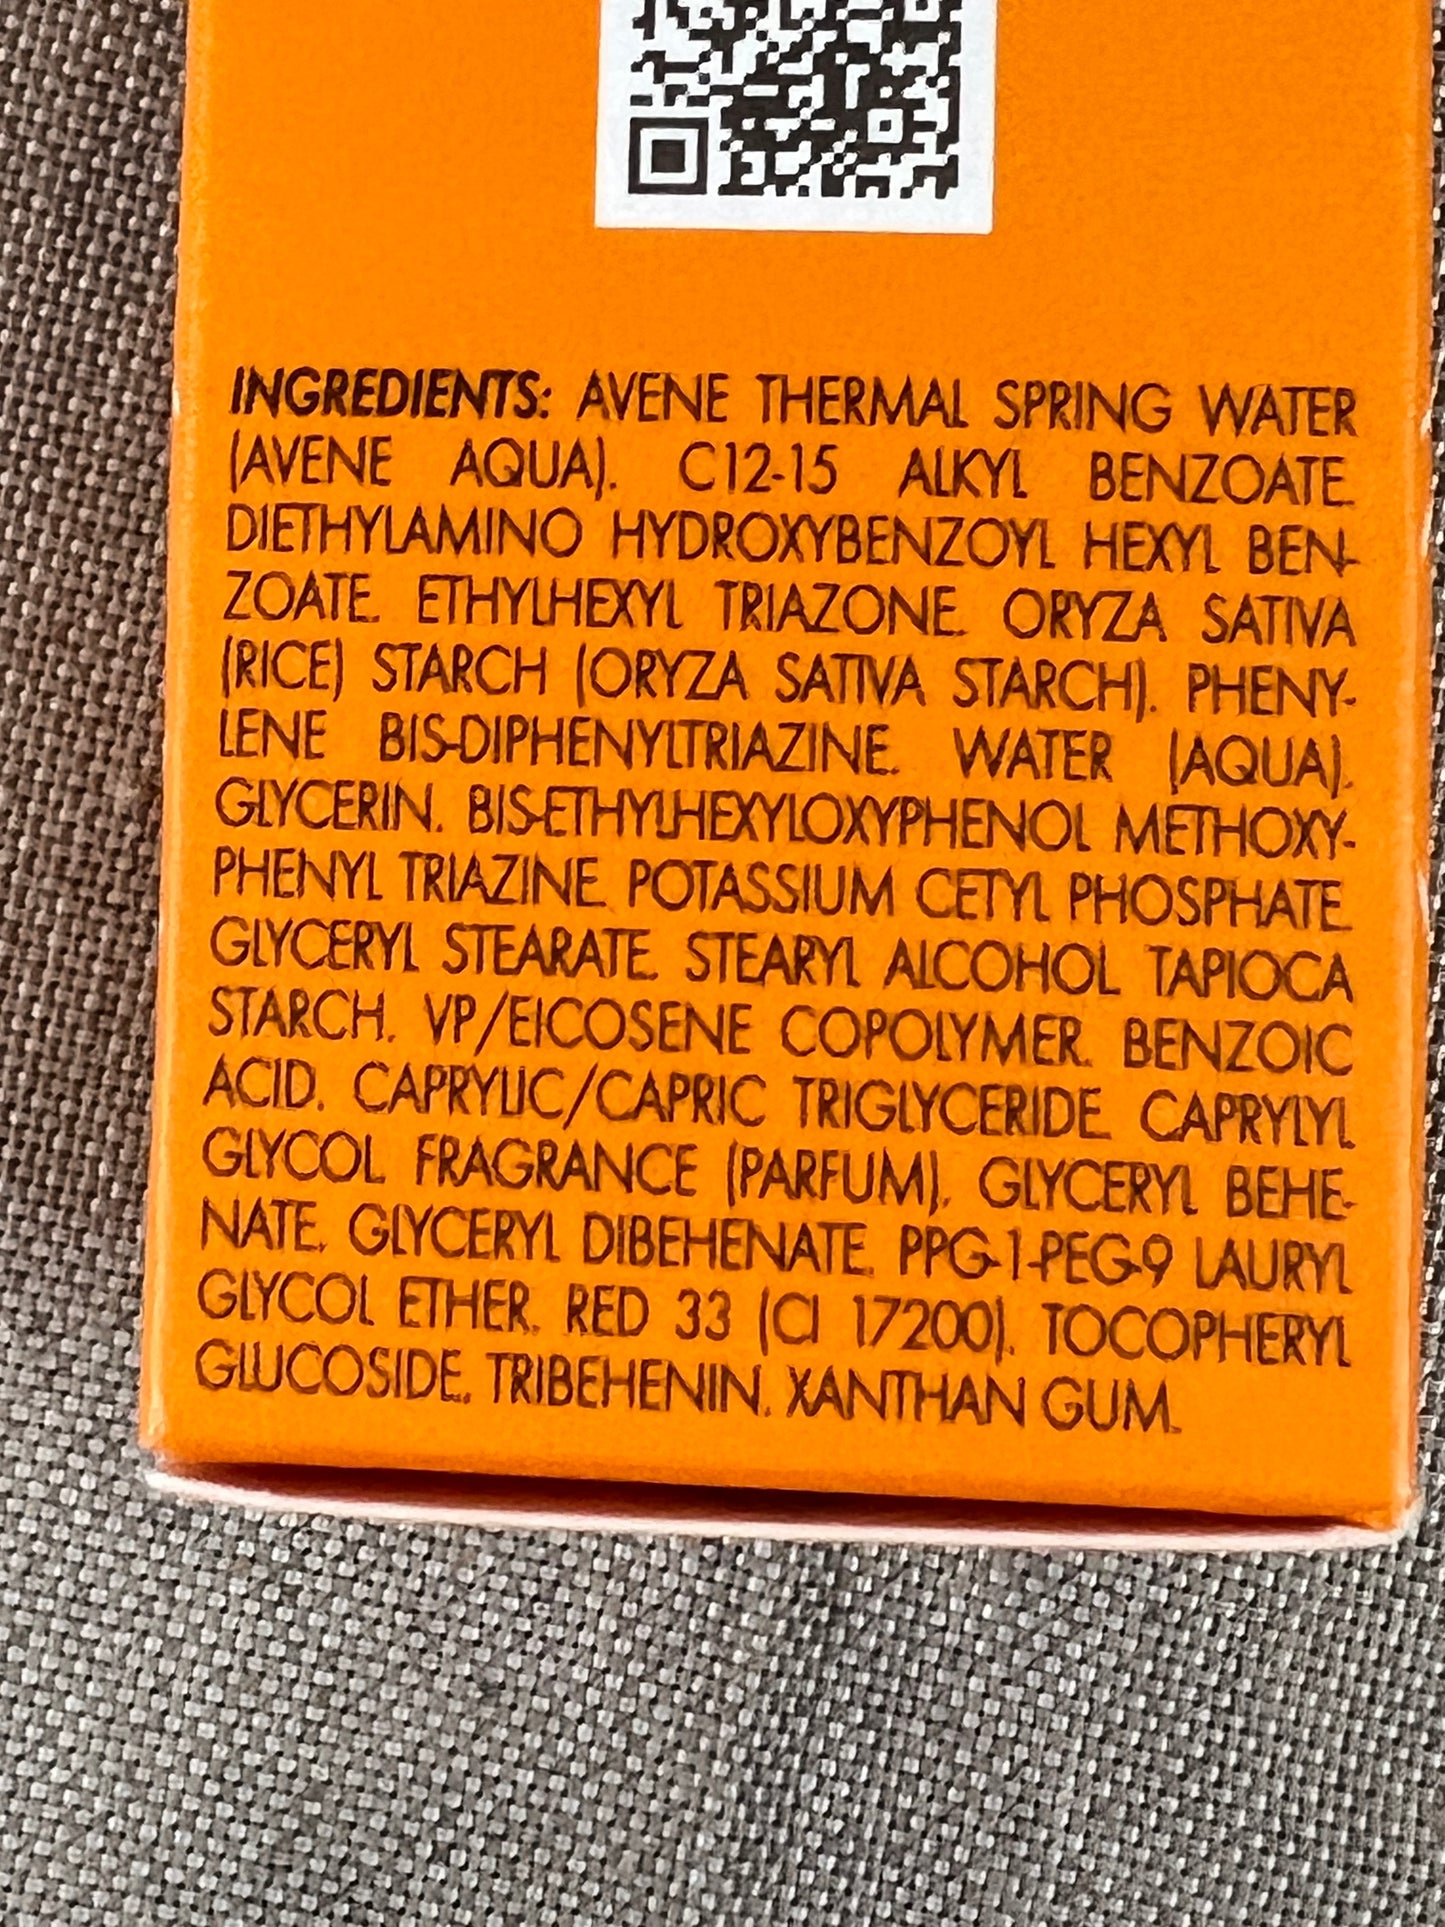 INGREDIENTS: AVENE THERMAL SPRING WATER
(AVENE AQUA). C12-15 ALKYL BENZOATE.
DIETHYLAMINO HYDROXYBENZOYL HEXYL BEN-
ZOATE. ETHYLHEXYL TRIAZONE. ORYZA SATIVA
(RICE) STARCH (ORYZA SATIVA STARCH). PHENY-
LENE BIS-DIPHENYLTRIAZINE. WATER (AQUA).
GLYCERIN. BIS-ETHYLHEXYLOXYPHENOL METHOXY-
PHENYL TRIAZINE. POTASSIUM CETYL PHOSPHATE.
GLYCERYL STEARATE. STEARYL ALCOHOL TAPIOCA
STARCH. VP/EICOSENE COPOLYMER. BENZOIC
ACID. CAPRYLIC/CAPRIC TRIGLYCERIDE. CAPRYLYL
GLYCOL FRAGRANCE (PARFUM). GLYCERYL BEHE-
NATE. GLYCERYL DIBEHENATE. PPG-1-PEG-9 LAURYL
GLYCOL ETHER. RED 33 (CI 17200). TOCOPHERYL
GLUCOSIDE. TRIBEHENIN. XANTHAN GUM.